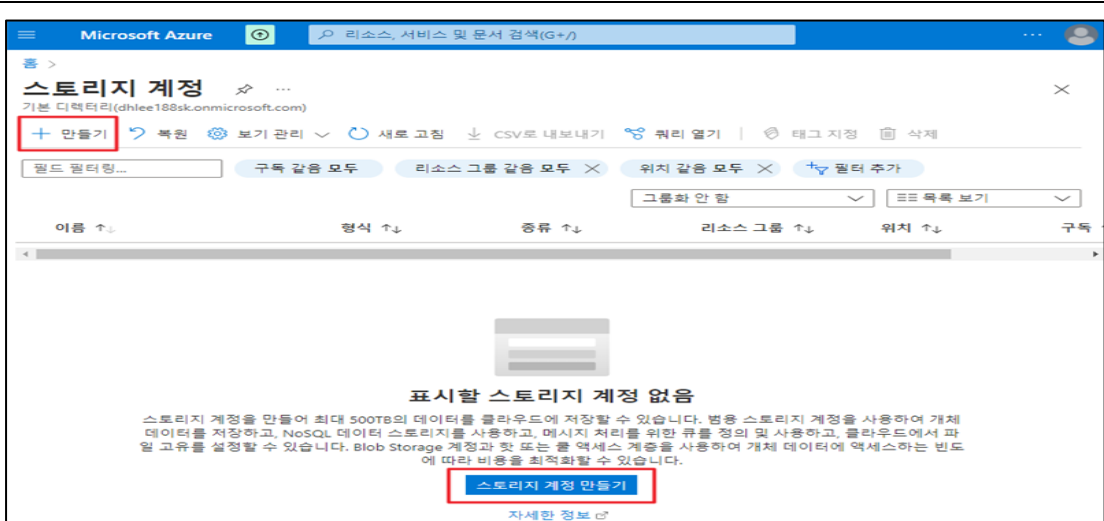 Microsoft Azure 리소스, 서비스 및 문서 검색(G+/) ...
홈 >
스토리지 계정 ...
기본 디렉터리(dhlee188sk.onmicrosoft.com)
+ 만들기 복원 보기 관리 새로 고침 CSV로 내보내기 쿼리 열기 태그 지정 삭제
필드 필터링... 구독 같음 모두 리소스 그룹 같음 모두 위치 같음 모두 필터 추가
그룹화 안 함 목록 보기
이름 ↑↓ 형식 ↑↓ 종류 ↑↓ 리소스 그룹 ↑↓ 위치 ↑↓ 구독
표시할 스토리지 계정 없음
스토리지 계정을 만들어 최대 500TB의 데이터를 클라우드에 저장할 수 있습니다. 범용 스토리지 계정을 사용하여 개체
데이터를 저장하고, NoSQL 데이터 스토리지를 사용하고, 메시지 처리를 위한 큐를 정의 및 사용하고, 클라우드에서 파
일 고유를 설정할 수 있습니다. Blob Storage 계정과 핫 또는 쿨 액세스 계층을 사용하여 개체 데이터에 액세스하는 빈도
에 따라 비용을 최적화할 수 있습니다.
스토리지 계정 만들기
자세한 정보